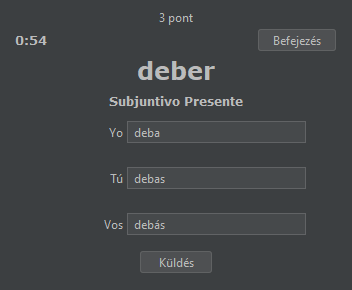 3 pont
0:54
Befejezés
deber
Subjuntivo Presente
Yo deba
Tú debas
Vos debás
Küldés